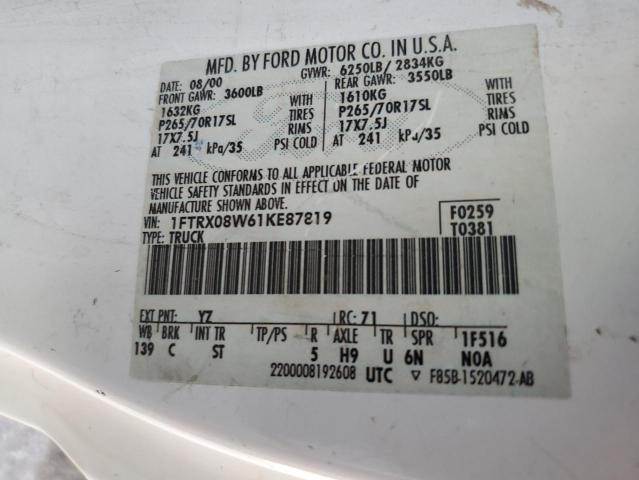 MFD. BY FORD MOTOR CO. IN U.S.A.
DATE: 08/00 GVWR: 6250LB/ 2834KG
FRONT GAWR: 3600LB REAR GAWR: 3550LB
1632KG WITH 1610KG WITH
P265/70R17SL TIRES P265/70R17SL TIRES
17X7.5J RIMS 17X7.5J RIMS
AT 241 kPa/35 PSI COLD AT 241 kPa/35 PSI COLD
THIS VEHICLE CONFORMS TO ALL APPLICABLE FEDERAL MOTOR
VEHICLE SAFETY STANDARDS IN EFFECT ON THE DATE OF
MANUFACTURE SHOWN ABOVE.
VIN: 1FTRX08W61KE87819 F0259
TYPE: TRUCK T0381
EXT PNT: YZ RC: 71 DSO:
WB BRK INT TR TP/PS R AXLE TR SPR 1F516
139 C ST 5 H9 U 6N N0A
2200008192608 UTC ▽ F85B-1520472-AB